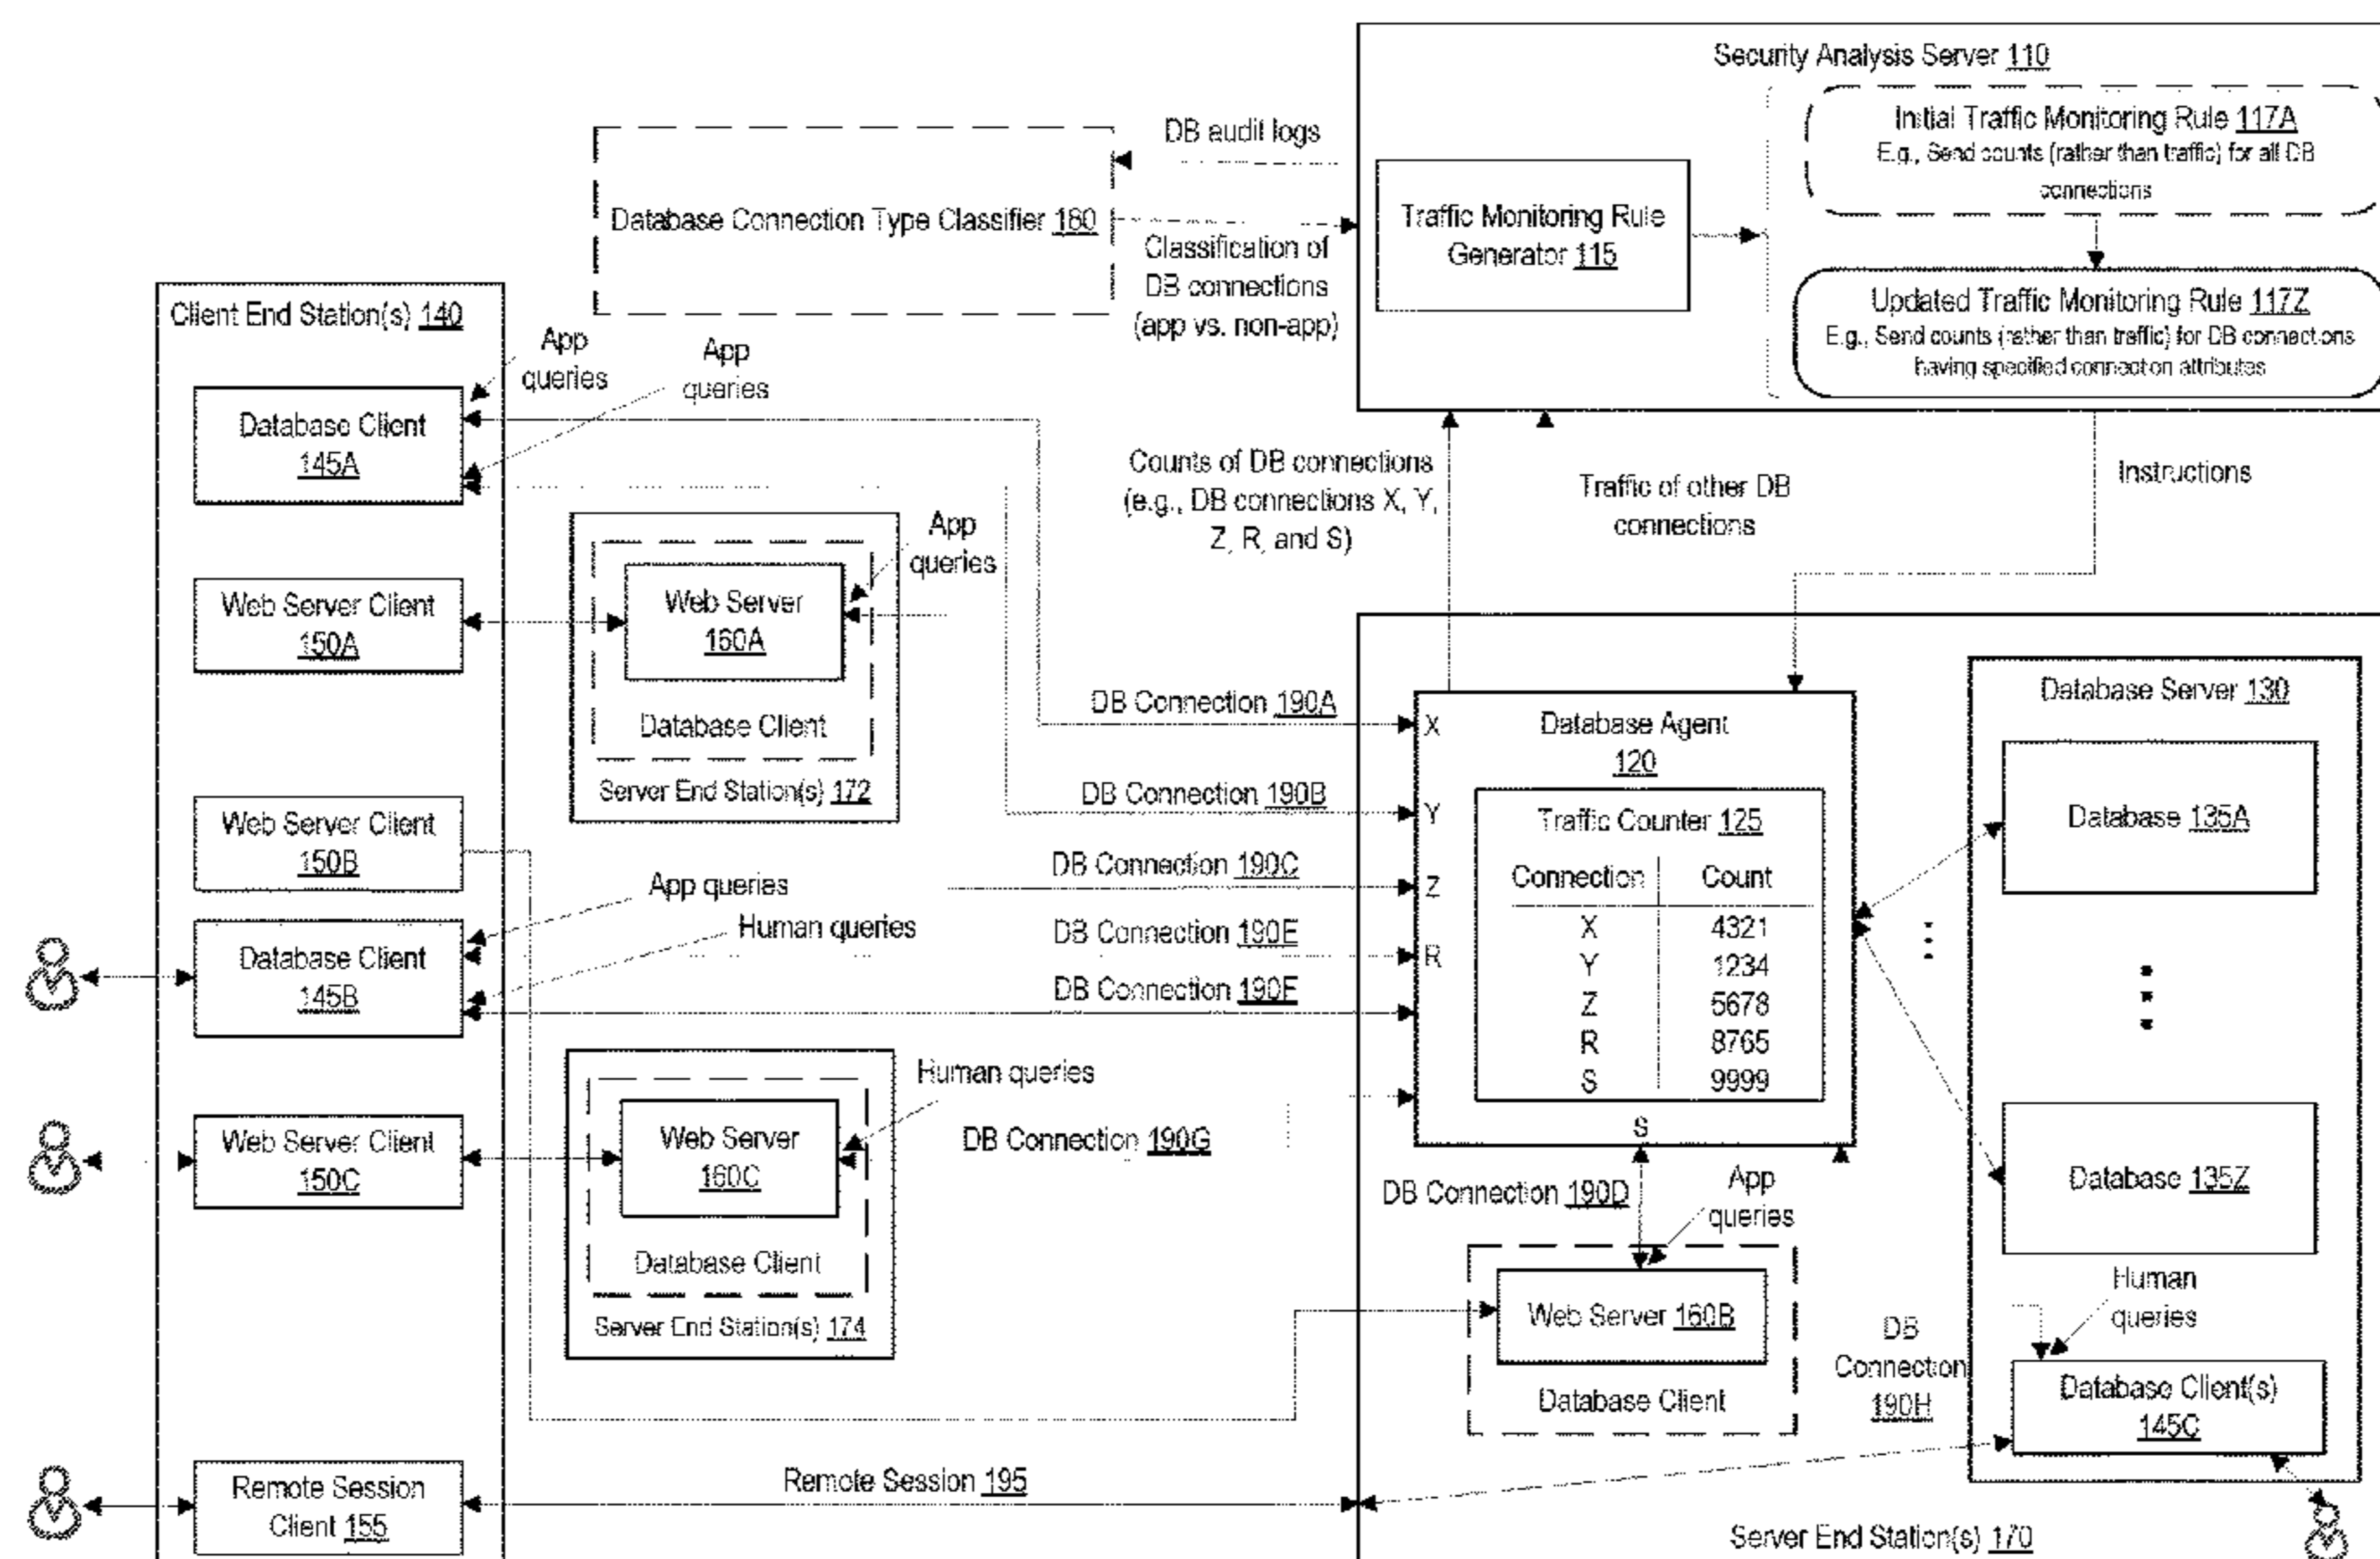 Security Analysis Server 110
Initial Traffic Monitoring Rule 117A
E.g., Send counts (rather than traffic) for all DB
connections
Traffic Monitoring Rule
Generator 115
Updated Traffic Monitoring Rule 117Z
E.g., Send counts (rather than traffic) for DB connections
having specified connection attributes
DB audit logs
Database Connection Type Classifier 180
Classification of
DB connections
(app vs. non-app)
Counts of DB connections
(e.g., DB connections X, Y,
Z, R, and S)
Traffic of other DB
connections
Instructions
Client End Station(s) 140
App
queries
App
queries
Database Client
145A
Web Server Client
150A
Web Server Client
150B
Database Client
145B
Web Server Client
150C
Remote Session
Client 155
App
queries
Web Server
160A
Database Client
Server End Station(s) 172
App queries
Human queries
Human queries
Web Server
160C
Database Client
Server End Station(s) 174
DB Connection 190A
DB Connection 190B
DB Connection 190C
DB Connection 190E
DB Connection 190F
DB Connection 190G
Remote Session 195
X
Y
Z
R
S
Database Agent
120
Traffic Counter 125
Connection Count
X 4321
Y 1234
Z 5678
R 8765
S 9999
DB Connection 190D
App
queries
Web Server 160B
Database Client
DB
Connection
190H
Database Server 130
Database 135A
Database 135Z
Human
queries
Database Client(s)
145C
Server End Station(s) 170